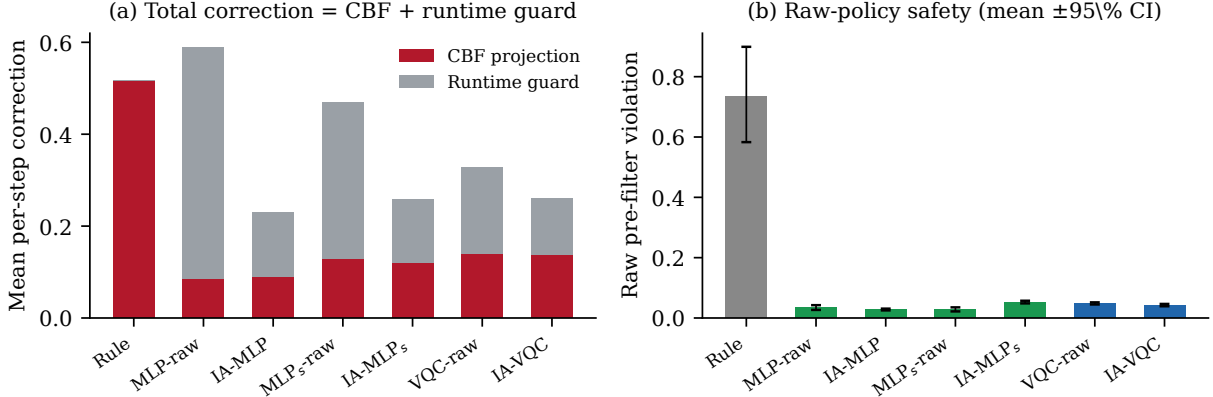 (a) Total correction = CBF + runtime guard
Mean per-step correction
0.6
0.4
0.2
0.0
CBF projection
Runtime guard
Rule
MLP-raw
IA-MLP
MLPₛ-raw
IA-MLPₛ
VQC-raw
IA-VQC
(b) Raw-policy safety (mean ±95\% CI)
Raw pre-filter violation
0.8
0.6
0.4
0.2
0.0
Rule
MLP-raw
IA-MLP
MLPₛ-raw
IA-MLPₛ
VQC-raw
IA-VQC